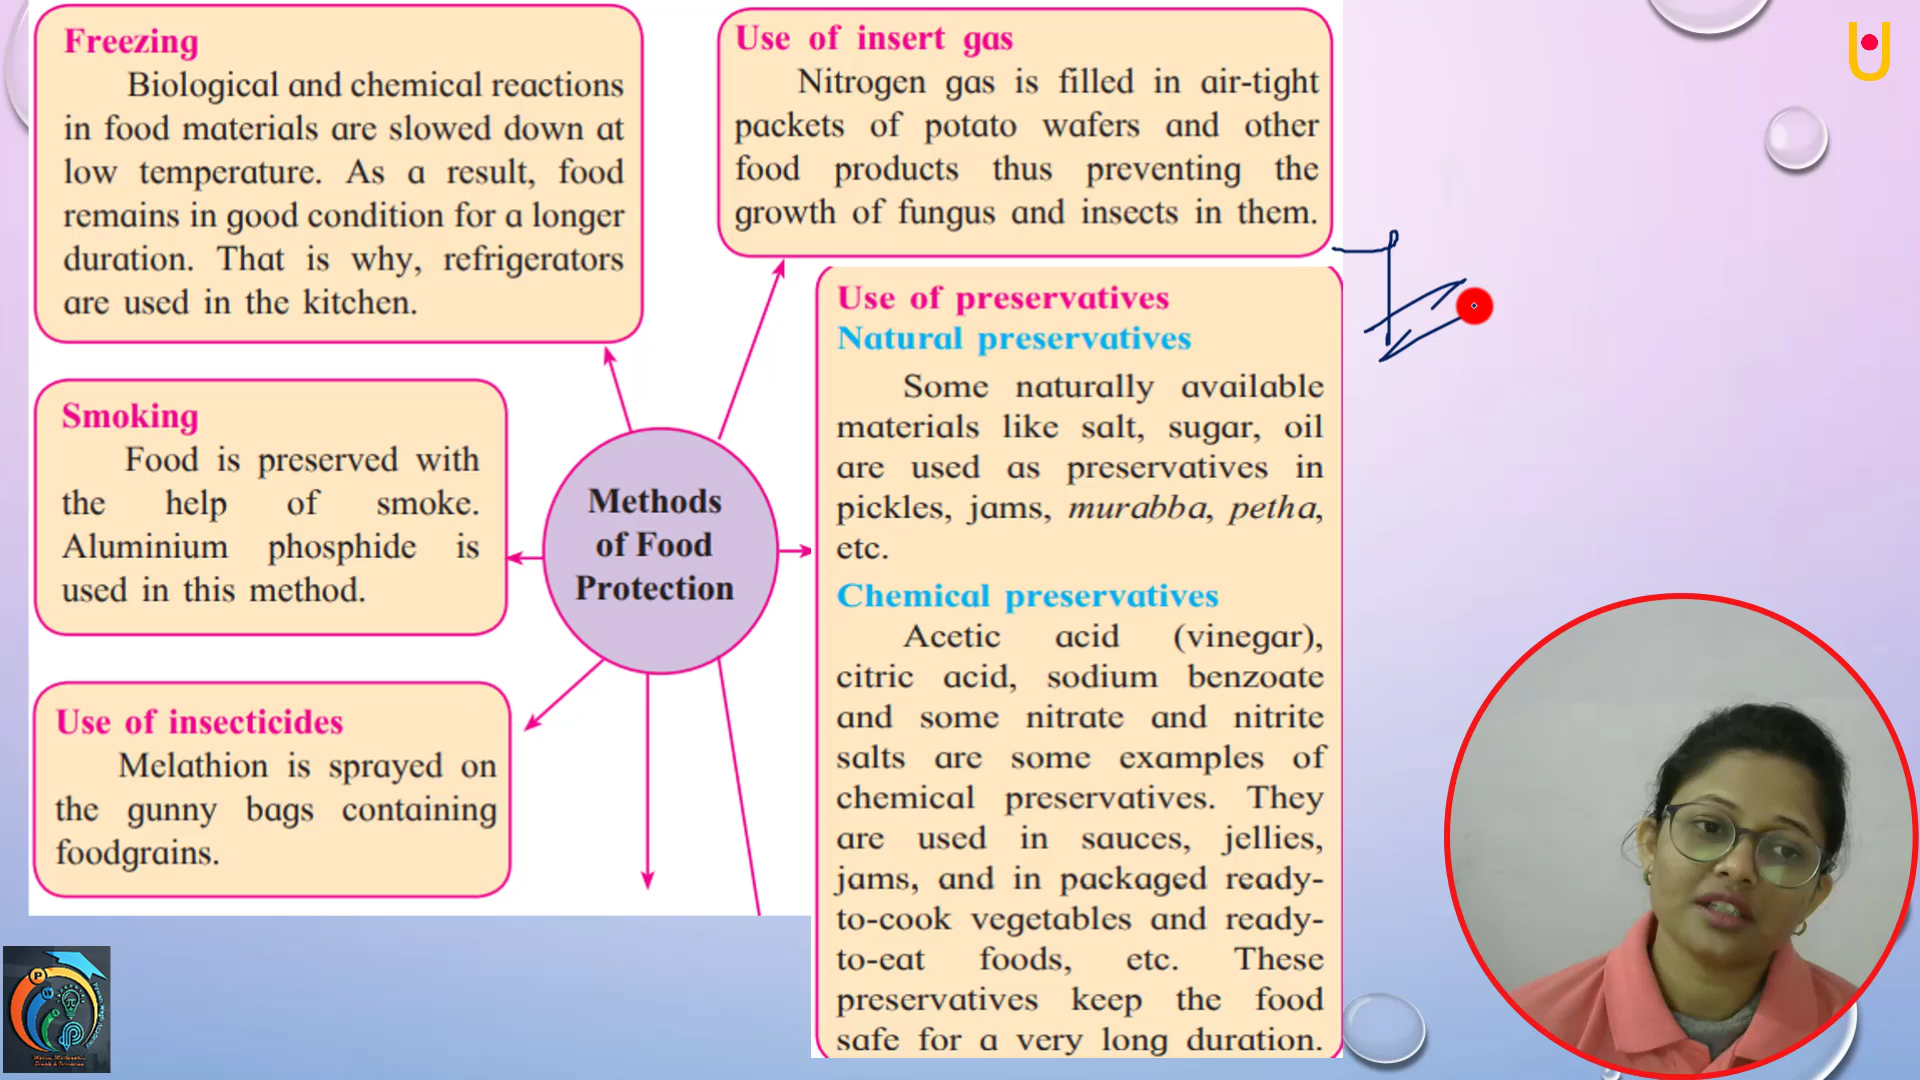 Freezing
Biological and chemical reactions
in food materials are slowed down at
low temperature. As a result, food
remains in good condition for a longer
duration. That is why, refrigerators
are used in the kitchen.
Use of insert gas
Nitrogen gas is filled in air-tight
packets of potato wafers and other
food products thus preventing the
growth of fungus and insects in them.
Smoking
Food is preserved with
the help of smoke.
Aluminium phosphide is
used in this method.
Methods
of Food
Protection
Use of insecticides
Melathion is sprayed on
the gunny bags containing
foodgrains.
Use of preservatives
Natural preservatives
Some naturally available
materials like salt, sugar, oil
are used as preservatives in
pickles, jams, murabba, petha,
etc.
Chemical preservatives
Acetic acid (vinegar),
citric acid, sodium benzoate
and some nitrate and nitrite
salts are some examples of
chemical preservatives. They
are used in sauces, jellies,
jams, and in packaged ready-
to-cook vegetables and ready-
to-eat foods, etc. These
preservatives keep the food
safe for a very long duration.